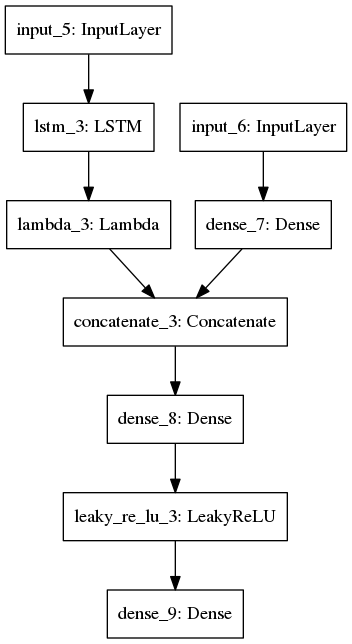 input_5: InputLayer
lstm_3: LSTM
input_6: InputLayer
lambda_3: Lambda
dense_7: Dense
concatenate_3: Concatenate
dense_8: Dense
leaky_re_lu_3: LeakyReLU
dense_9: Dense